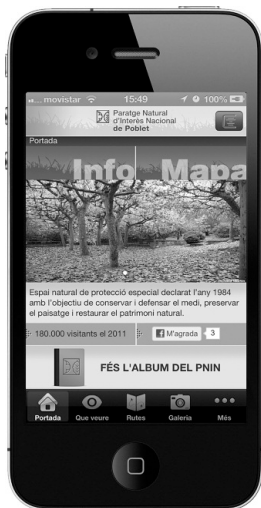 movistar 15:49 100%
Paratge Natural
d'Interès Nacional
de Poblet
Portada
Info Mapa
Espai natural de protecció especial declarat l'any 1984
amb l'objectiu de conservar i defensar el medi, preservar
el paisatge i restaurar el patrimoni natural.
180.000 visitants el 2011 M'agrada 3
FÉS L'ALBUM DEL PNIN
Portada Que veure Rutes Galeria Més